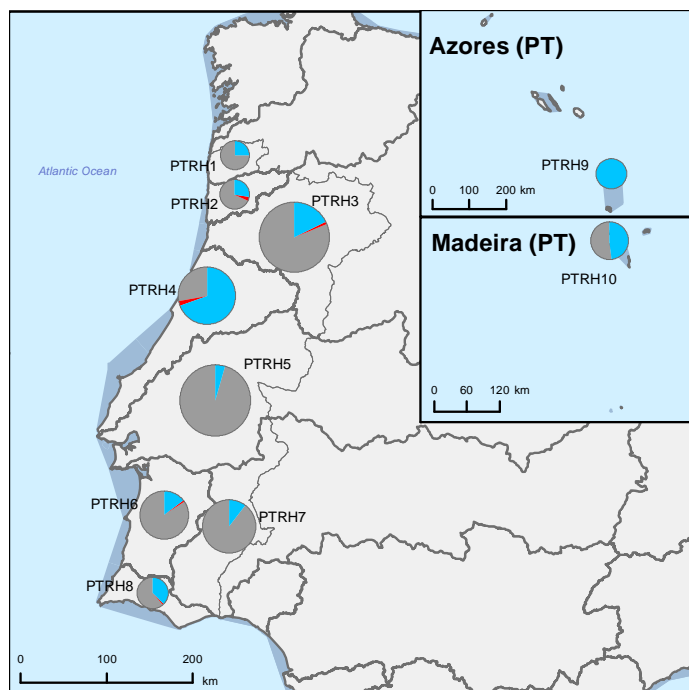 Azores (PT)
PTRH9
0 100 200 km
Madeira (PT)
PTRH10
0 60 120 km
Atlantic Ocean
PTRH1
PTRH2
PTRH3
PTRH4
PTRH5
PTRH6
PTRH7
PTRH8
0 100 200
km